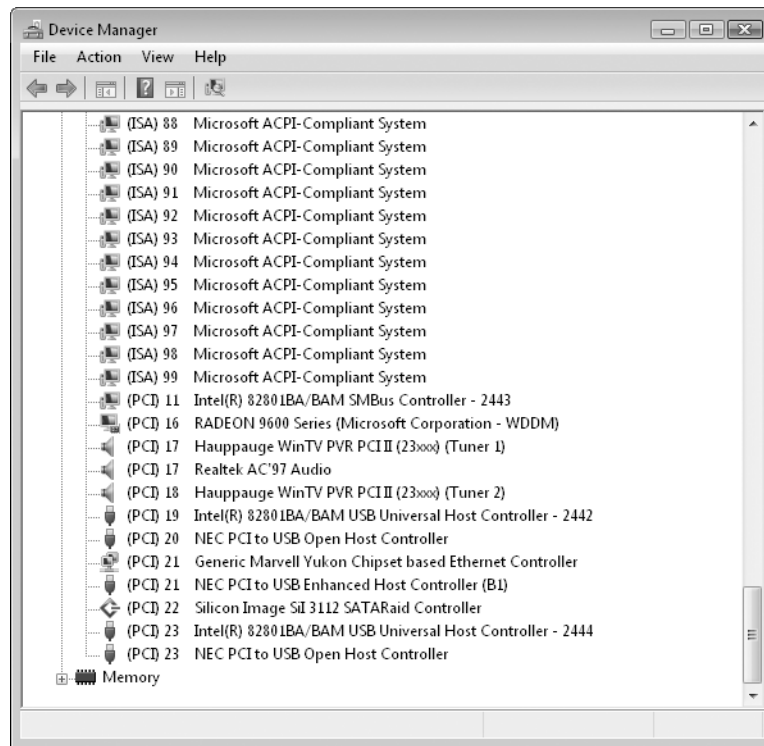 Device Manager
File Action View Help
(ISA) 88 Microsoft ACPI-Compliant System
(ISA) 89 Microsoft ACPI-Compliant System
(ISA) 90 Microsoft ACPI-Compliant System
(ISA) 91 Microsoft ACPI-Compliant System
(ISA) 92 Microsoft ACPI-Compliant System
(ISA) 93 Microsoft ACPI-Compliant System
(ISA) 94 Microsoft ACPI-Compliant System
(ISA) 95 Microsoft ACPI-Compliant System
(ISA) 96 Microsoft ACPI-Compliant System
(ISA) 97 Microsoft ACPI-Compliant System
(ISA) 98 Microsoft ACPI-Compliant System
(ISA) 99 Microsoft ACPI-Compliant System
(PCI) 11 Intel(R) 82801BA/BAM SMBus Controller - 2443
(PCI) 16 RADEON 9600 Series (Microsoft Corporation - WDDM)
(PCI) 17 Hauppauge WinTV PVR PCI II (23xxx) (Tuner 1)
(PCI) 17 Realtek AC'97 Audio
(PCI) 18 Hauppauge WinTV PVR PCI II (23xxx) (Tuner 2)
(PCI) 19 Intel(R) 82801BA/BAM USB Universal Host Controller - 2442
(PCI) 20 NEC PCI to USB Open Host Controller
(PCI) 21 Generic Marvell Yukon Chipset based Ethernet Controller
(PCI) 21 NEC PCI to USB Enhanced Host Controller (B1)
(PCI) 22 Silicon Image SiI 3112 SATARaid Controller
(PCI) 23 Intel(R) 82801BA/BAM USB Universal Host Controller - 2444
(PCI) 23 NEC PCI to USB Open Host Controller
Memory